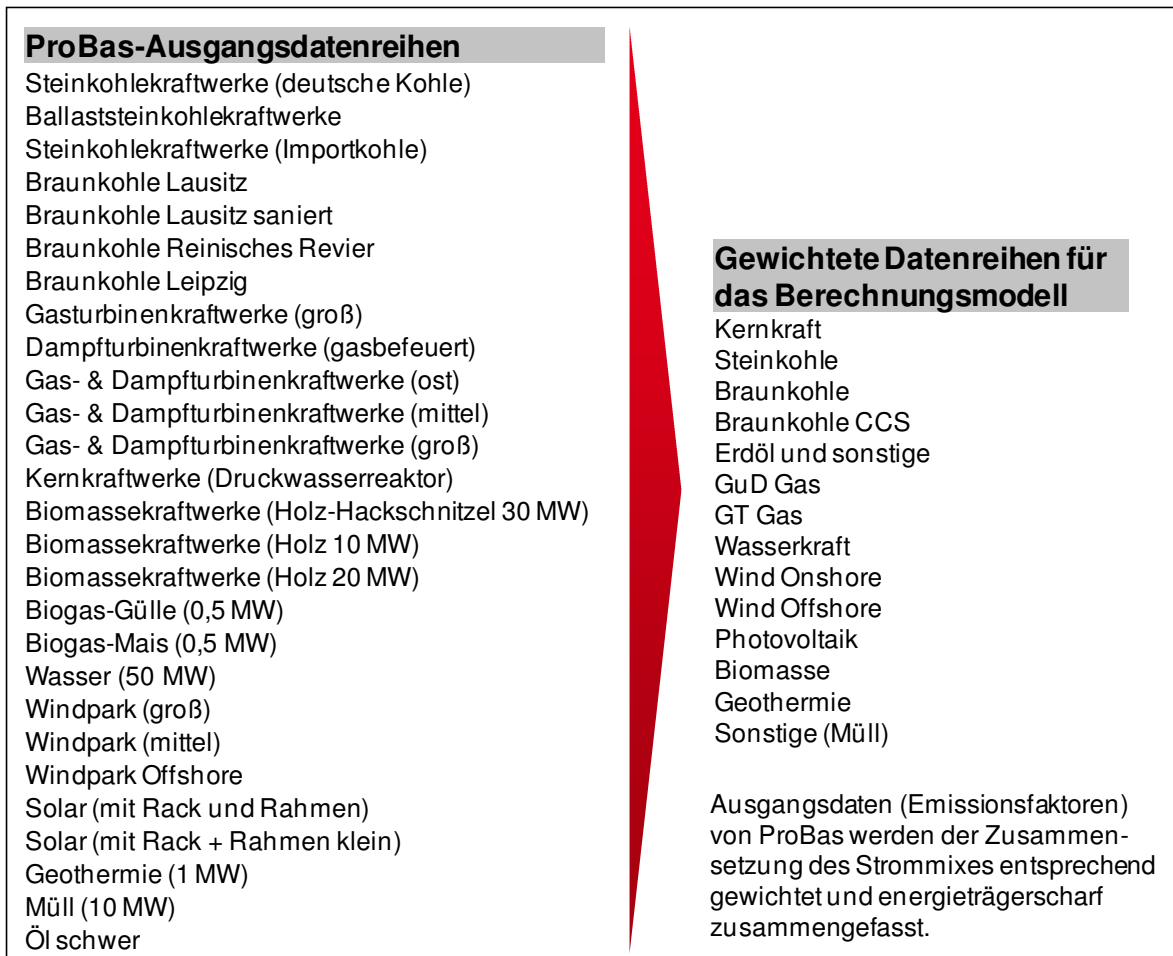 ProBas-Ausgangsdatenreihen
Steinkohlekraftwerke (deutsche Kohle)
Ballaststeinkohlekraftwerke
Steinkohlekraftwerke (Importkohle)
Braunkohle Lausitz
Braunkohle Lausitz saniert
Braunkohle Reinisches Revier
Braunkohle Leipzig
Gasturbinenkraftwerke (groß)
Dampfturbinenkraftwerke (gasbefeuert)
Gas- & Dampfturbinenkraftwerke (ost)
Gas- & Dampfturbinenkraftwerke (mittel)
Gas- & Dampfturbinenkraftwerke (groß)
Kernkraftwerke (Druckwasserreaktor)
Biomassekraftwerke (Holz-Hackschnitzel 30 MW)
Biomassekraftwerke (Holz 10 MW)
Biomassekraftwerke (Holz 20 MW)
Biogas-Gülle (0,5 MW)
Biogas-Mais (0,5 MW)
Wasser (50 MW)
Windpark (groß)
Windpark (mittel)
Windpark Offshore
Solar (mit Rack und Rahmen)
Solar (mit Rack + Rahmen klein)
Geothermie (1 MW)
Müll (10 MW)
Öl schwer
Gewichtete Datenreihen für
das Berechnungsmodell
Kernkraft
Steinkohle
Braunkohle
Braunkohle CCS
Erdöl und sonstige
GuD Gas
GT Gas
Wasserkraft
Wind Onshore
Wind Offshore
Photovoltaik
Biomasse
Geothermie
Sonstige (Müll)
Ausgangsdaten (Emissionsfaktoren)
von ProBas werden der Zusammen-
setzung des Strommixes entsprechend
gewichtet und energieträgerscharf
zusammengefasst.